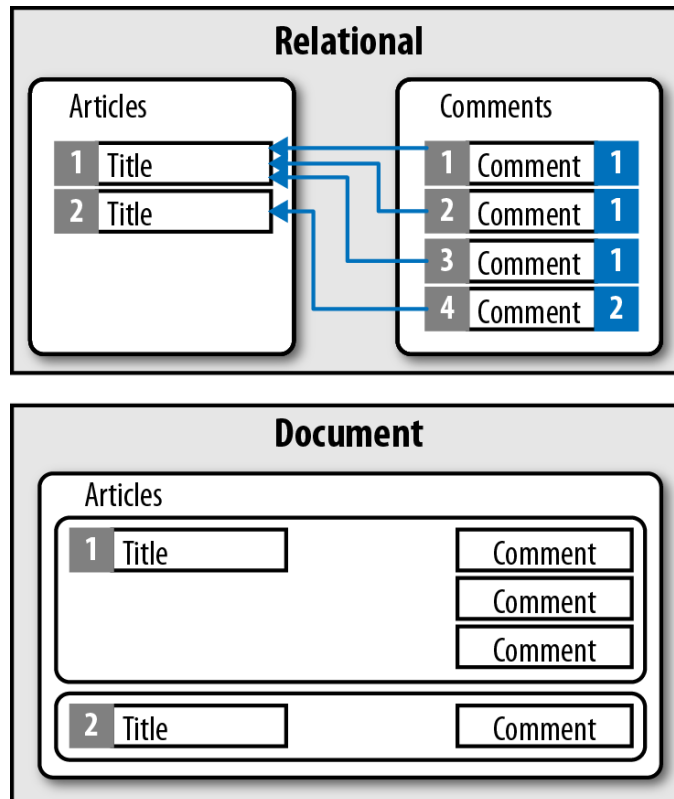 Relational
Articles Comments
1 Title 1 Comment 1
2 Title 2 Comment 1
3 Comment 1
4 Comment 2
Document
Articles
1 Title Comment
Comment
Comment
2 Title Comment